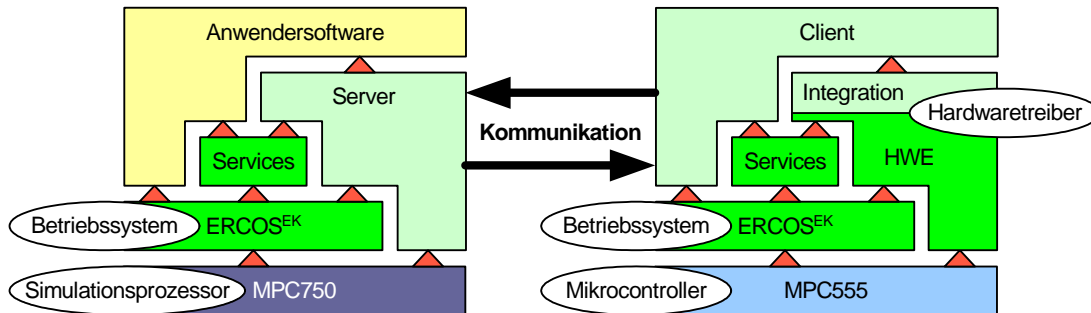 Anwendersoftware
Server
Services
Betriebssystem
ERCOS^EK
Simulationsprozessor
MPC750
Kommunikation
Client
Integration
Hardwaretreiber
Services
HWE
Betriebssystem
ERCOS^EK
Mikrocontroller
MPC555